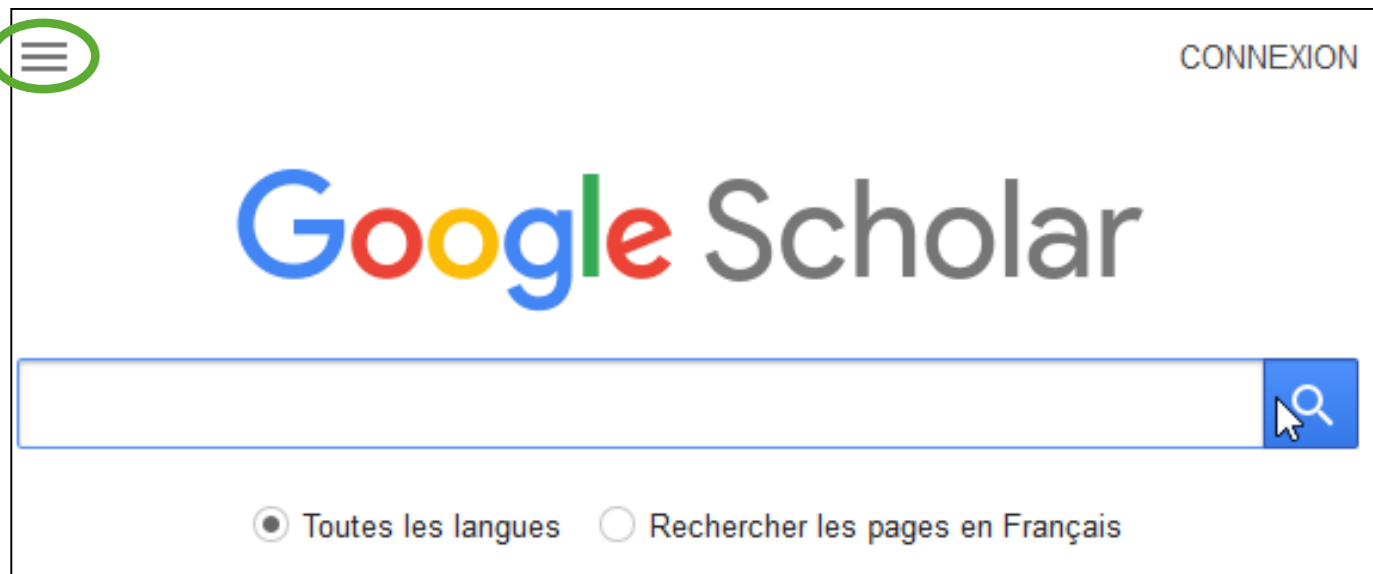 CONNEXION
Google Scholar
Toutes les langues Rechercher les pages en Français